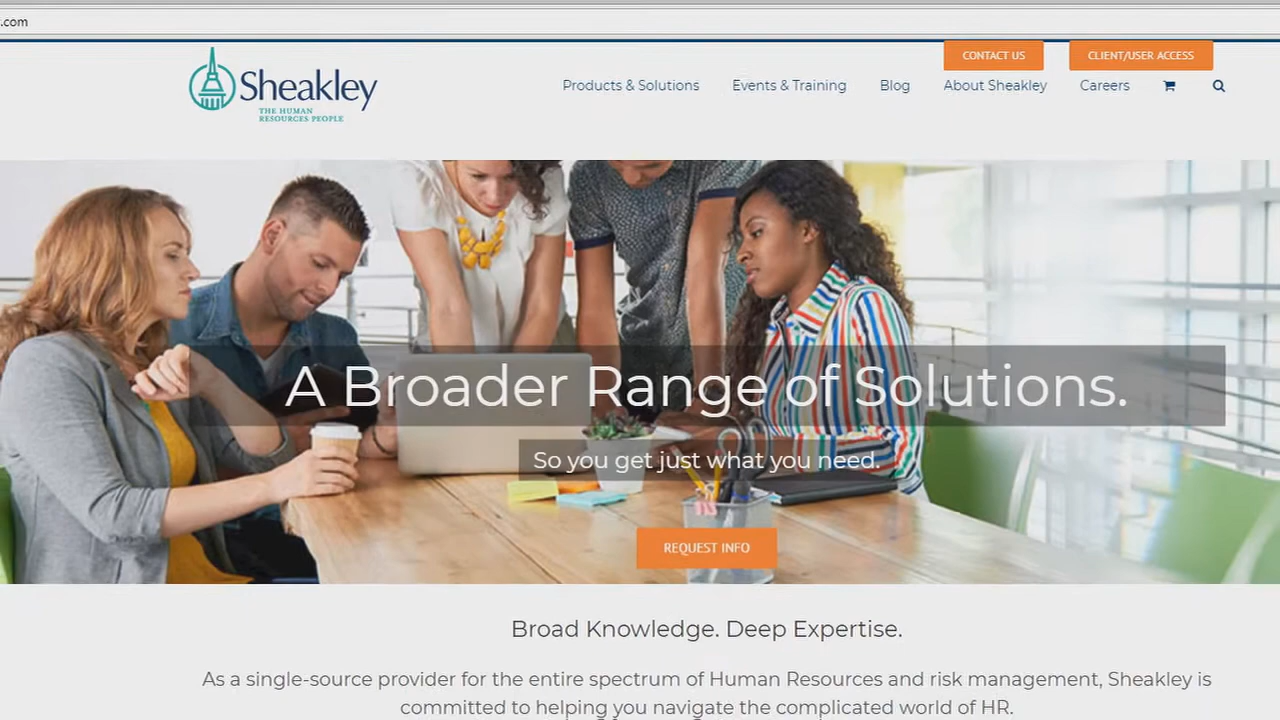 .com
CONTACT US
CLIENT/USER ACCESS
Sheakley
THE HUMAN
RESOURCES PEOPLE
Products & Solutions
Events & Training
Blog
About Sheakley
Careers
A Broader Range of Solutions.
So you get just what you need.
REQUEST INFO
Broad Knowledge. Deep Expertise.
As a single-source provider for the entire spectrum of Human Resources and risk management, Sheakley is
committed to helping you navigate the complicated world of HR.